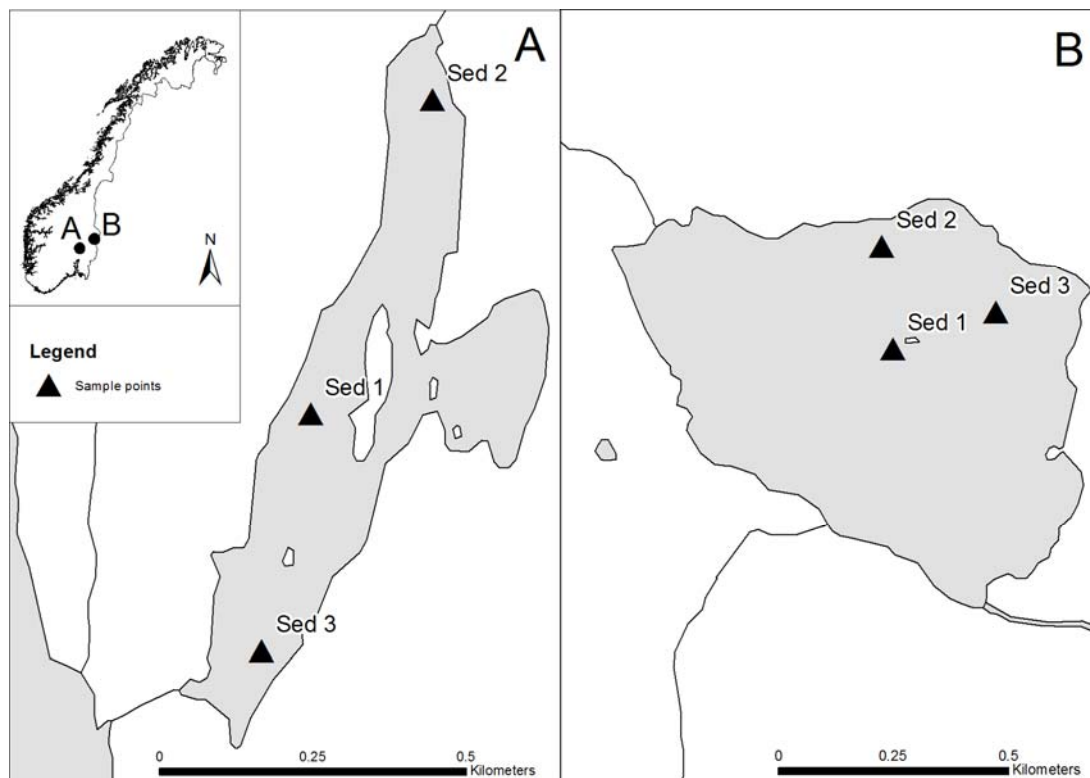 A
B
N
Legend
Sample points
A
Sed 2
Sed 1
Sed 3
0
0.25
0.5
Kilometers
B
Sed 2
Sed 3
Sed 1
0
0.25
0.5
Kilometers